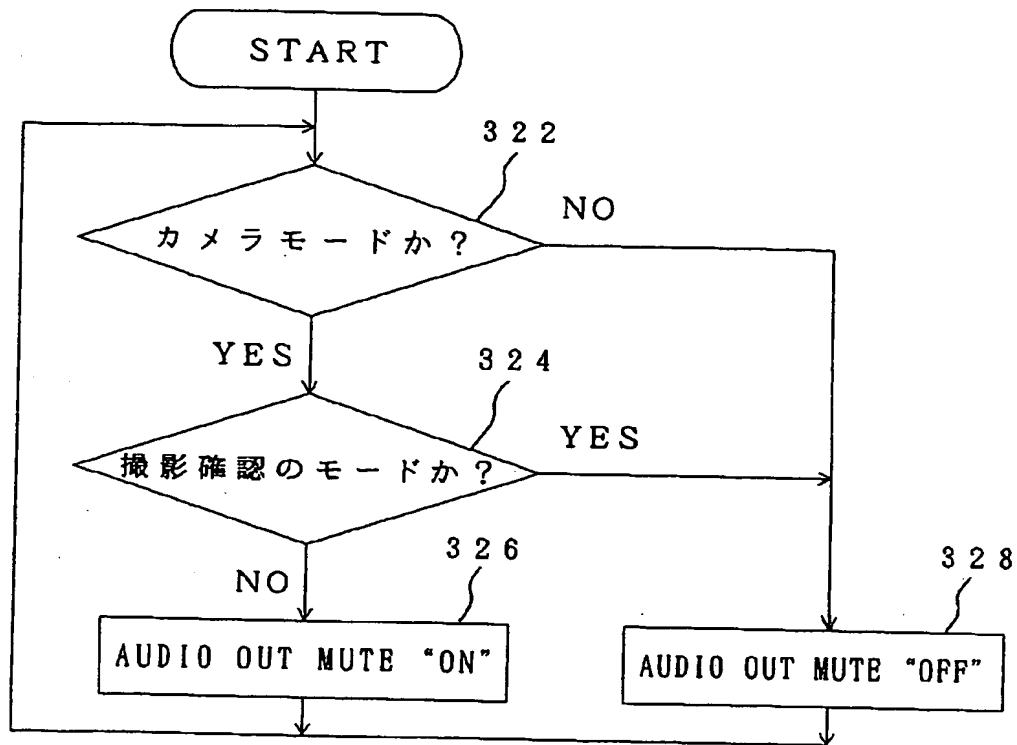 START
３２２
NO
カメラモードか？
YES
３２４
YES
撮影確認のモードか？
３２６
NO
３２８
AUDIO OUT MUTE “ON”
AUDIO OUT MUTE “OFF”